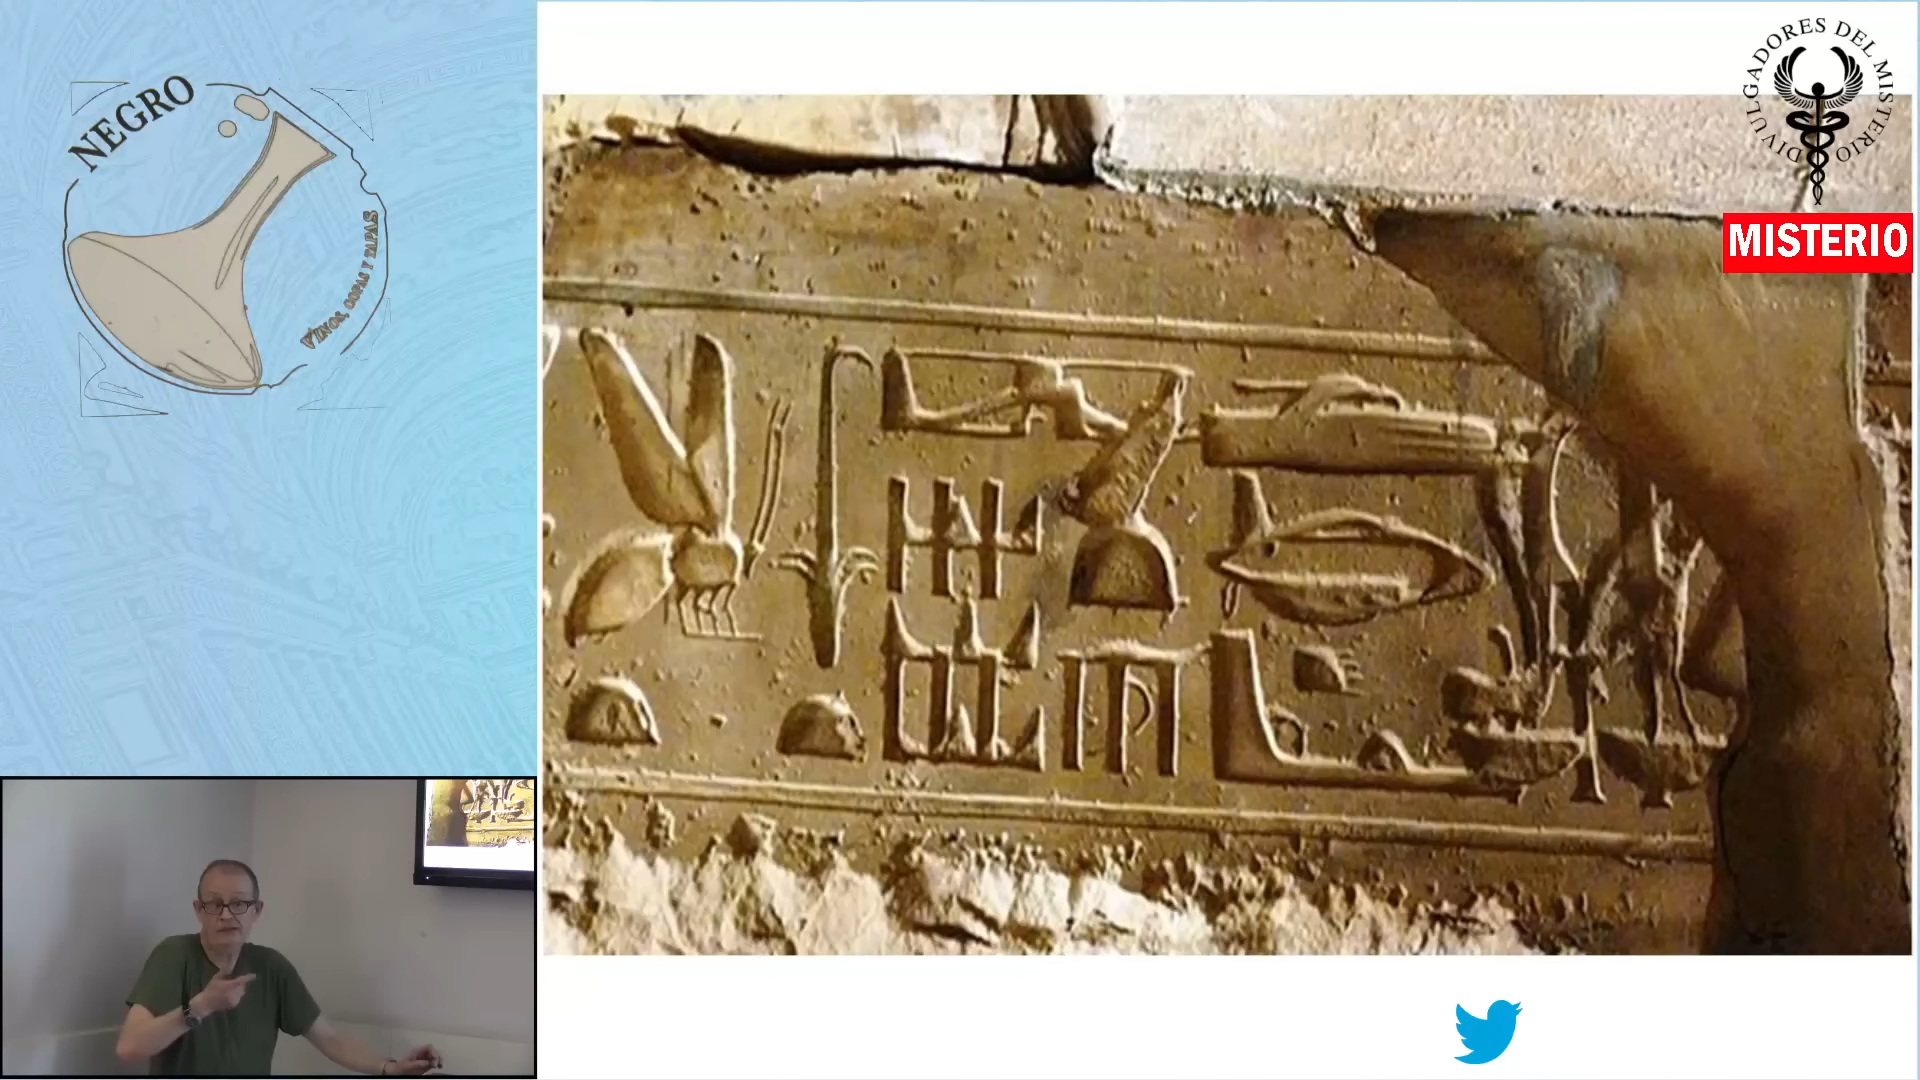 NEGRO
VINOS, COPAS Y TAPAS
DIVULGADORES DEL MISTERIO
MISTERIO